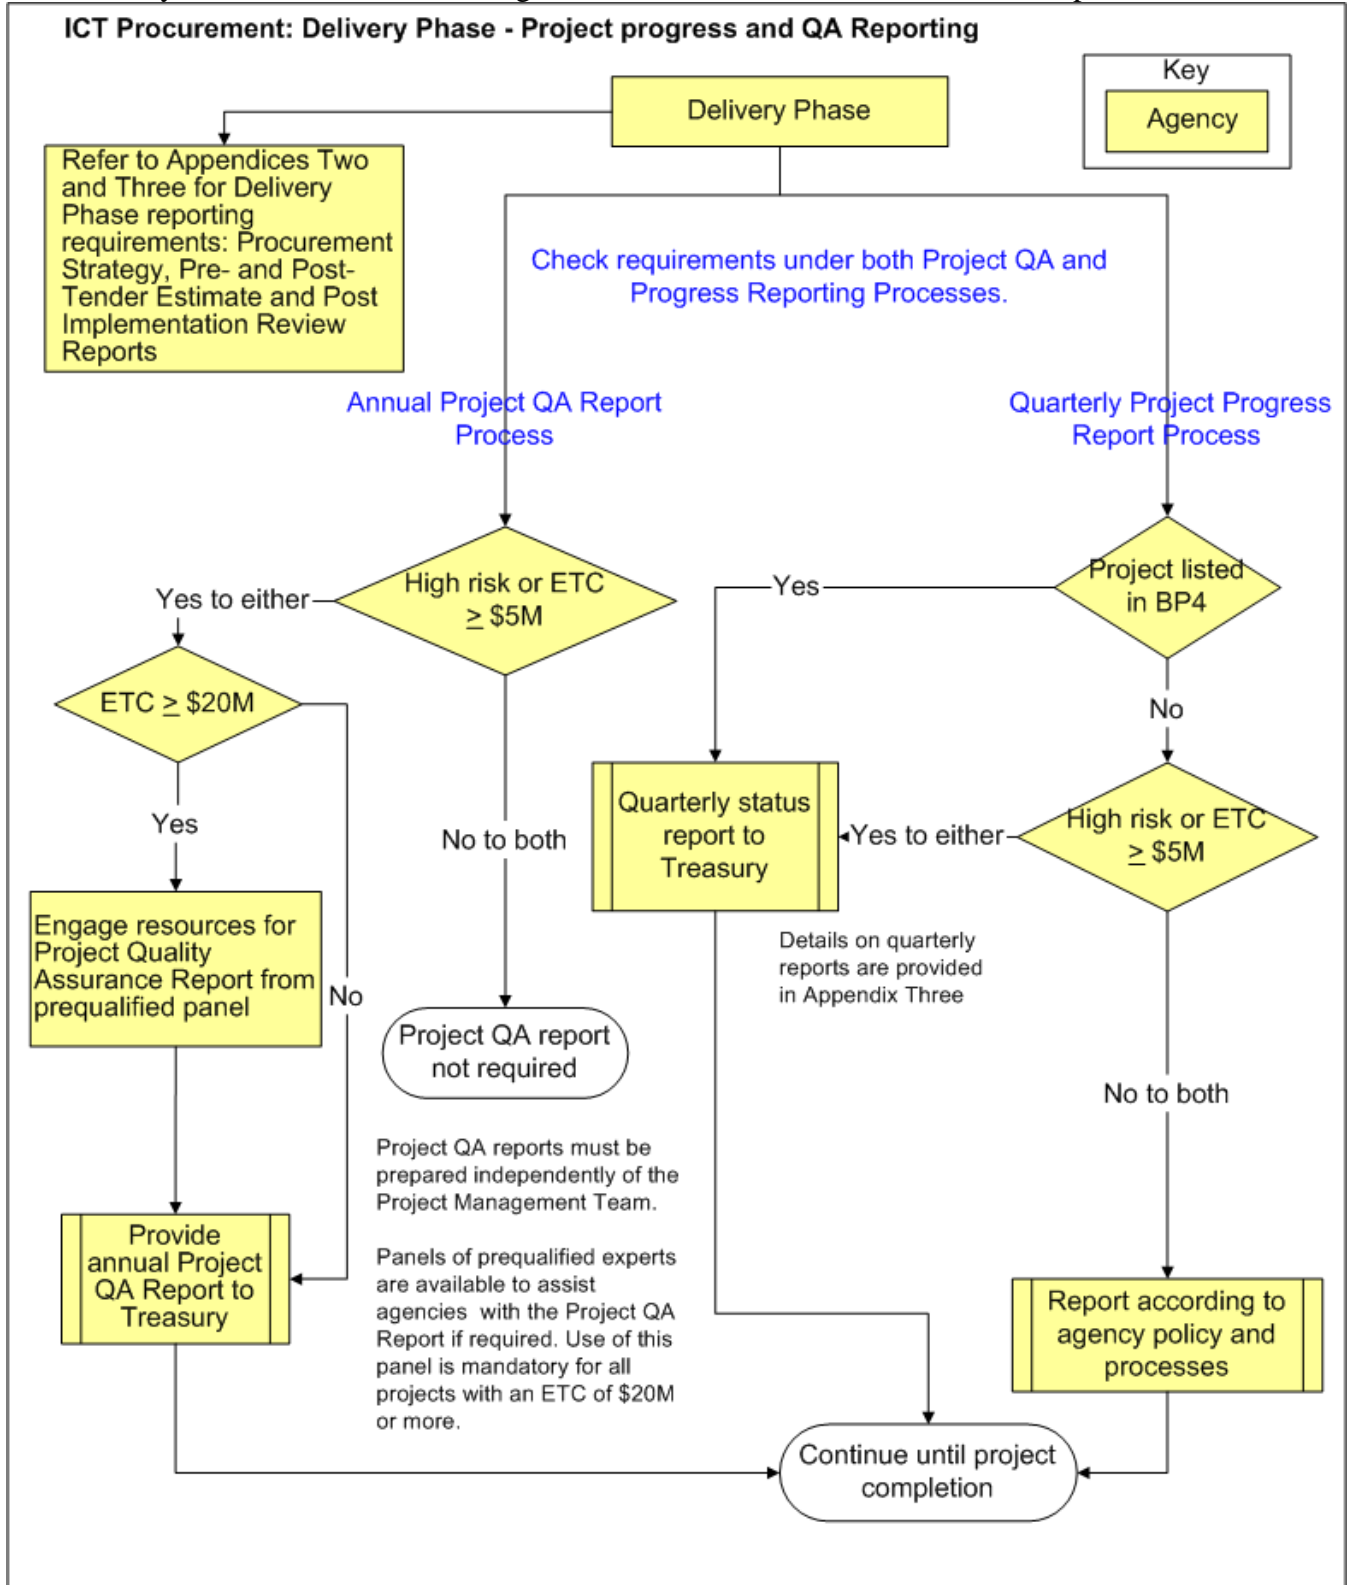 ICT Procurement: Delivery Phase - Project progress and QA Reporting
Key
Agency
Delivery Phase
Refer to Appendices Two
and Three for Delivery
Phase reporting
requirements: Procurement
Strategy, Pre- and Post-
Tender Estimate and Post
Implementation Review
Reports
Check requirements under both Project QA and
Progress Reporting Processes.
Annual Project QA Report
Process
Quarterly Project Progress
Report Process
High risk or ETC
≥ $5M
Yes to either
Project listed
in BP4
Yes
No
ETC ≥ $20M
Yes
No
No to both
Quarterly status
report to
Treasury
Yes to either
High risk or ETC
≥ $5M
Engage resources for
Project Quality
Assurance Report from
prequalified panel
Details on quarterly
reports are provided
in Appendix Three
Project QA report
not required
No to both
Project QA reports must be
prepared independently of the
Project Management Team.
Panels of prequalified experts
are available to assist
agencies with the Project QA
Report if required. Use of this
panel is mandatory for all
projects with an ETC of $20M
or more.
Provide
annual Project
QA Report to
Treasury
Report according to
agency policy and
processes
Continue until project
completion